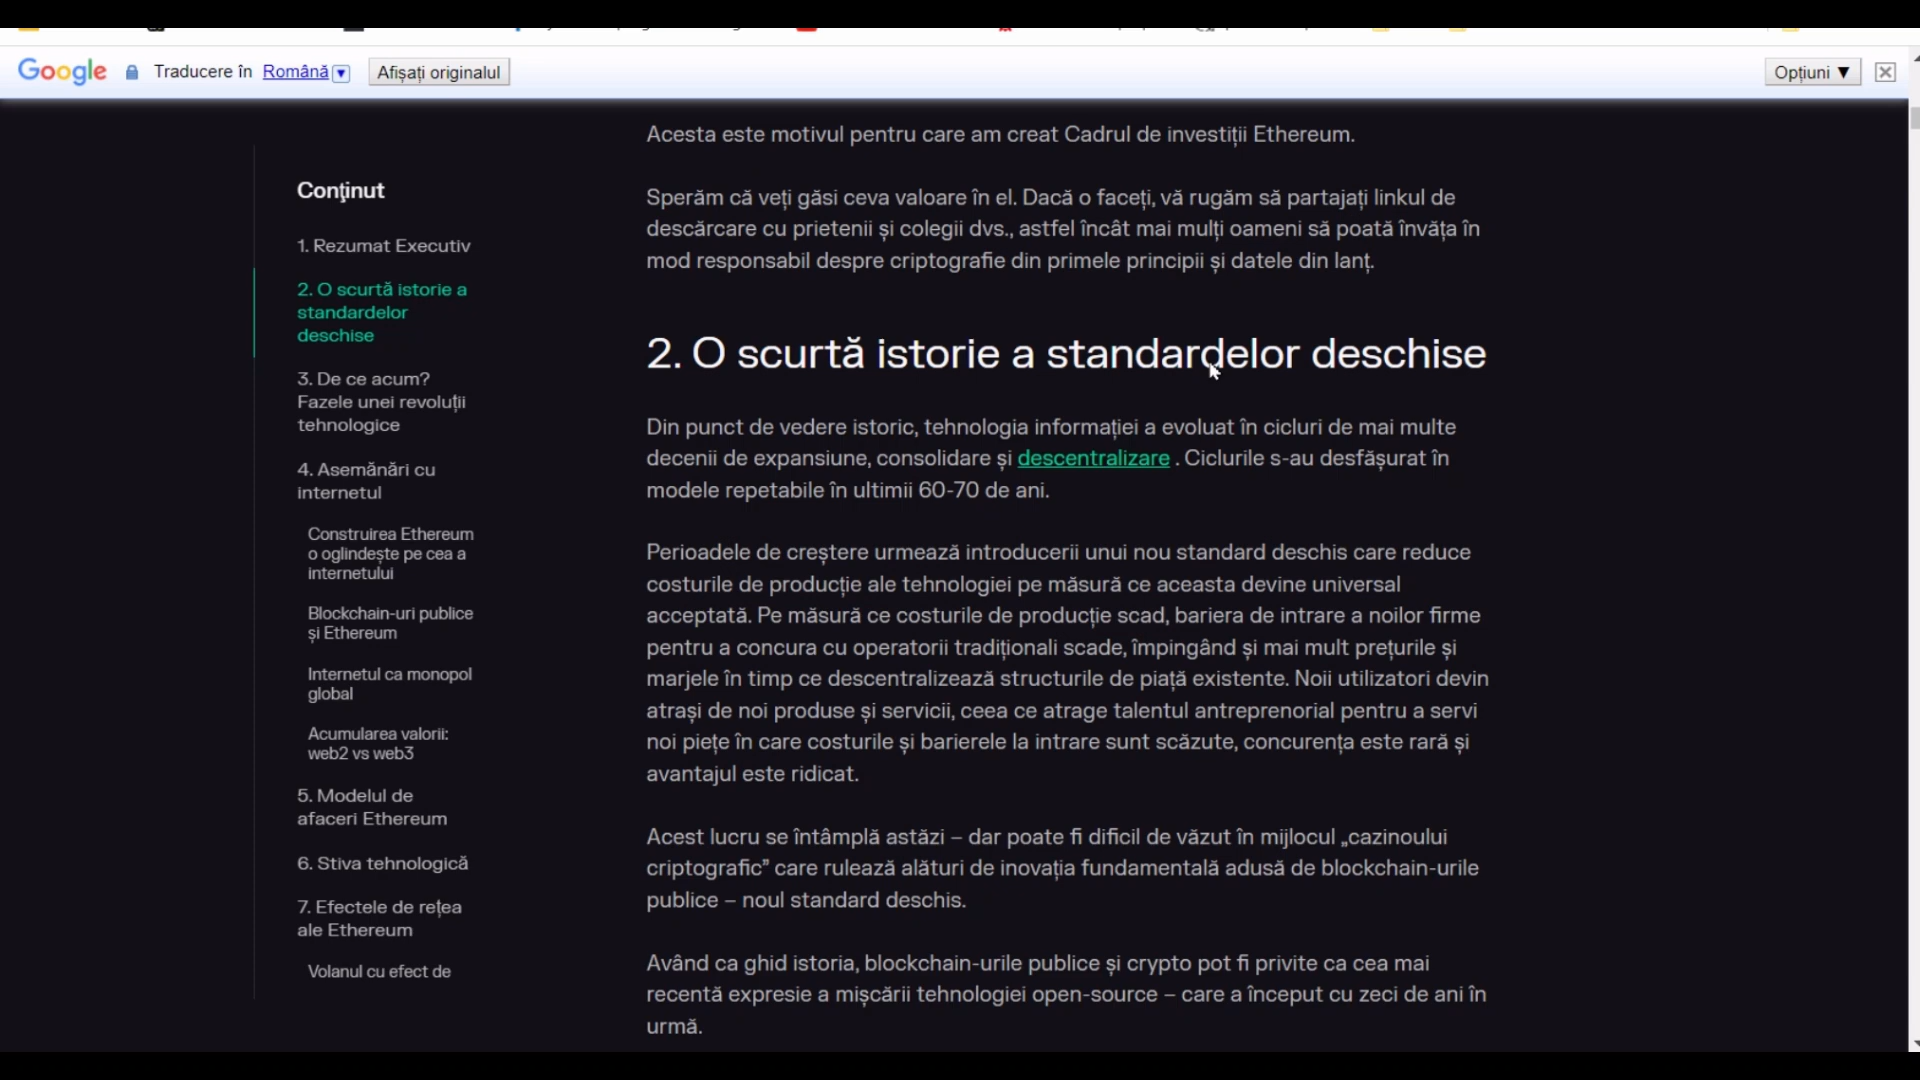 Google Traducere în Română Afișați originalul Opțiuni ▼
Conţinut
1. Rezumat Executiv
2. O scurtă istorie a
standardelor
deschise
3. De ce acum?
Fazele unei revoluții
tehnologice
4. Asemănări cu
internetul
Construirea Ethereum
o oglindește pe cea a
internetului
Blockchain-uri publice
și Ethereum
Internetul ca monopol
global
Acumularea valorii:
web2 vs web3
5. Modelul de
afaceri Ethereum
6. Stiva tehnologică
7. Efectele de rețea
ale Ethereum
Volanul cu efect de
Acesta este motivul pentru care am creat Cadrul de investiții Ethereum.
Sperăm că veți găsi ceva valoare în el. Dacă o faceți, vă rugăm să partajați linkul de
descărcare cu prietenii și colegii dvs., astfel încât mai mulți oameni să poată învăța în
mod responsabil despre criptografie din primele principii și datele din lanț.
2. O scurtă istorie a standardelor deschise
Din punct de vedere istoric, tehnologia informației a evoluat în cicluri de mai multe
decenii de expansiune, consolidare și descentralizare . Ciclurile s-au desfășurat în
modele repetabile în ultimii 60-70 de ani.
Perioadele de creștere urmează introducerii unui nou standard deschis care reduce
costurile de producție ale tehnologiei pe măsură ce aceasta devine universal
acceptată. Pe măsură ce costurile de producție scad, bariera de intrare a noilor firme
pentru a concura cu operatorii tradiționali scade, împingând și mai mult prețurile și
marjele în timp ce descentralizează structurile de piață existente. Noii utilizatori devin
atrași de noi produse și servicii, ceea ce atrage talentul antreprenorial pentru a servi
noi piețe în care costurile și barierele la intrare sunt scăzute, concurența este rară și
avantajul este ridicat.
Acest lucru se întâmplă astăzi – dar poate fi dificil de văzut în mijlocul „cazinoului
criptografic” care rulează alături de inovația fundamentală adusă de blockchain-urile
publice – noul standard deschis.
Având ca ghid istoria, blockchain-urile publice și crypto pot fi privite ca cea mai
recentă expresie a mișcării tehnologiei open-source – care a început cu zeci de ani în
urmă.